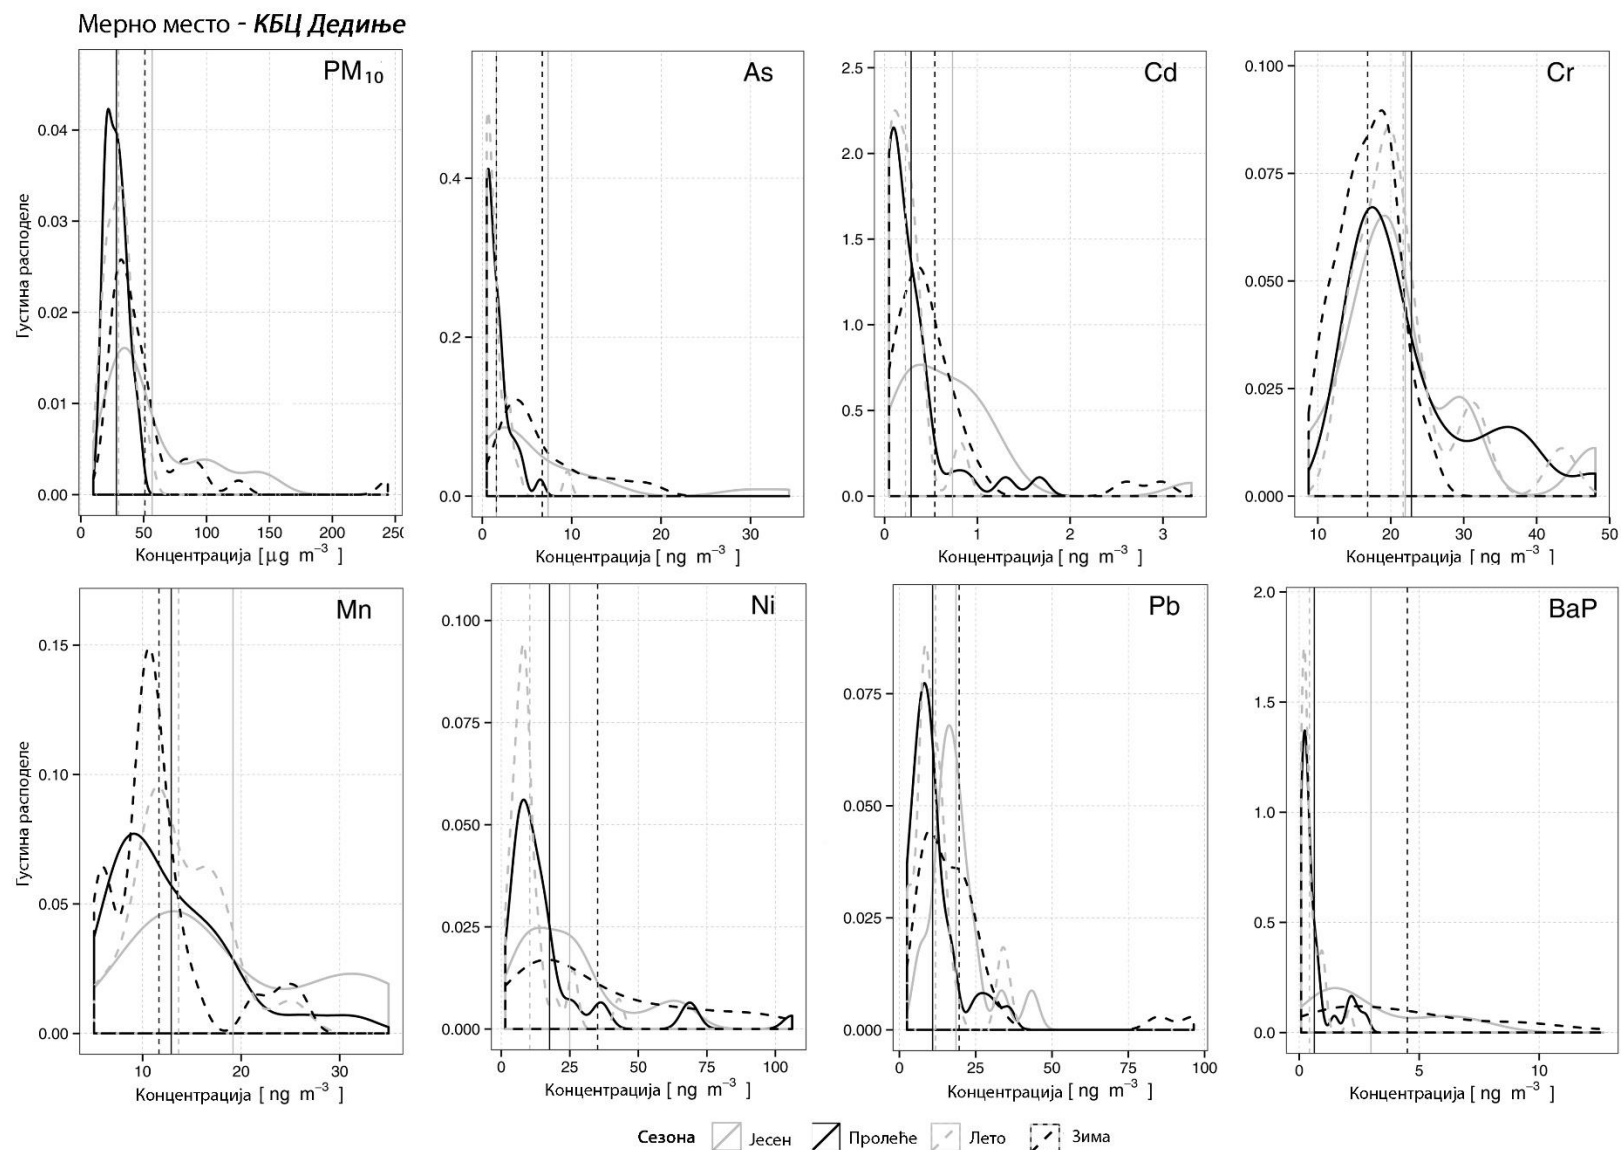 Мерно место - КБЦ Дедиње
PM₁₀
As
Cd
Cr
Густина расподеле
0.04
0.03
0.02
0.01
0.00
0 50 100 150 200 250
Концентрација [ μg m⁻³ ]
0.4
0.2
0.0
0 10 20 30
Концентрација [ ng m⁻³ ]
2.5
2.0
1.5
1.0
0.5
0.0
0 1 2 3
Концентрација [ ng m⁻³ ]
0.100
0.075
0.050
0.025
0.000
10 20 30 40 50
Концентрација [ ng m⁻³ ]
Mn
Ni
Pb
BaP
Густина расподеле
0.15
0.10
0.05
0.00
10 20 30
Концентрација [ ng m⁻³ ]
0.100
0.075
0.050
0.025
0.000
0 25 50 75 100
Концентрација [ ng m⁻³ ]
0.075
0.050
0.025
0.000
0 25 50 75 100
Концентрација [ ng m⁻³ ]
2.0
1.5
1.0
0.5
0.0
0 5 10
Концентрација [ ng m⁻³ ]
Сезона Јесен Пролеће Лето Зима